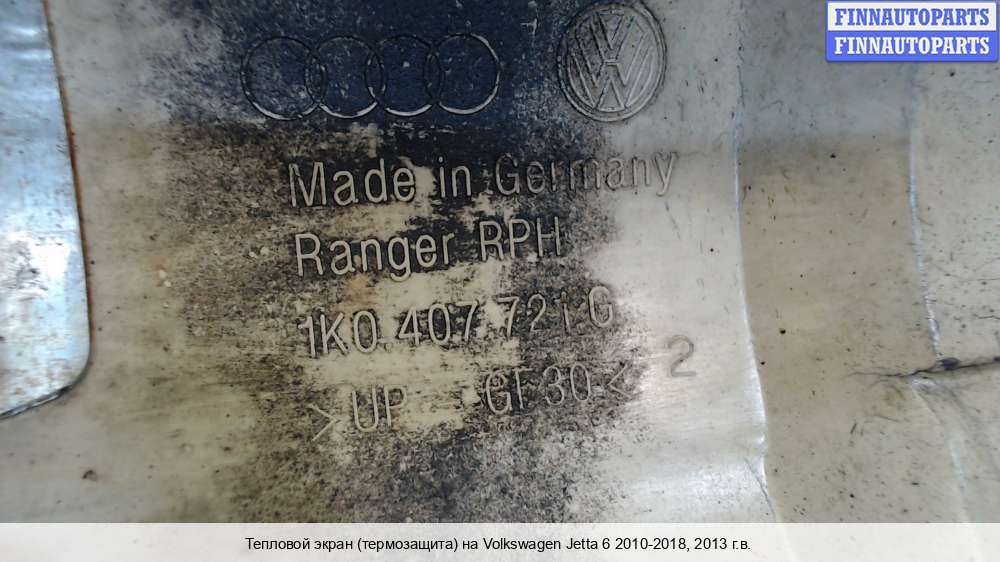 FINNAUTOPARTS
FINNAUTOPARTS
Made in Germany
Ranger RPH
1K0.407.721.G
>UP GF30< 2
Тепловой экран (термозащита) на Volkswagen Jetta 6 2010-2018, 2013 г.в.